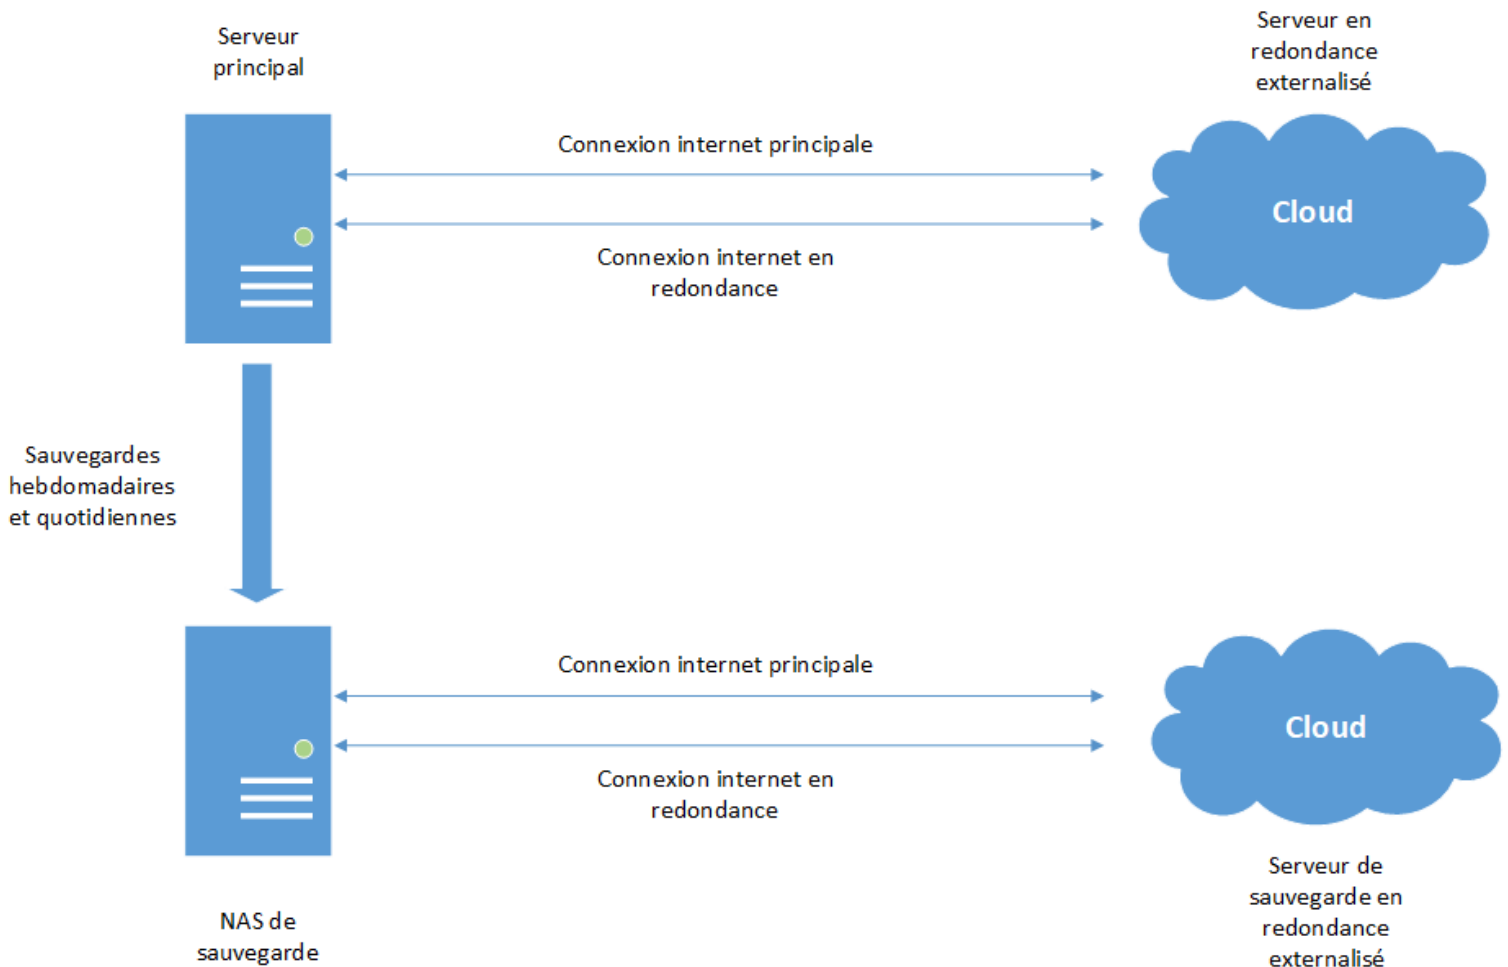 Serveur
principal
Serveur en
redondance
externalisé
Connexion internet principale
Cloud
Connexion internet en
redondance
Sauvegardes
hebdomadaires
et quotidiennes
Connexion internet principale
Cloud
Connexion internet en
redondance
NAS de
sauvegarde
Serveur de
sauvegarde en
redondance
externalisé